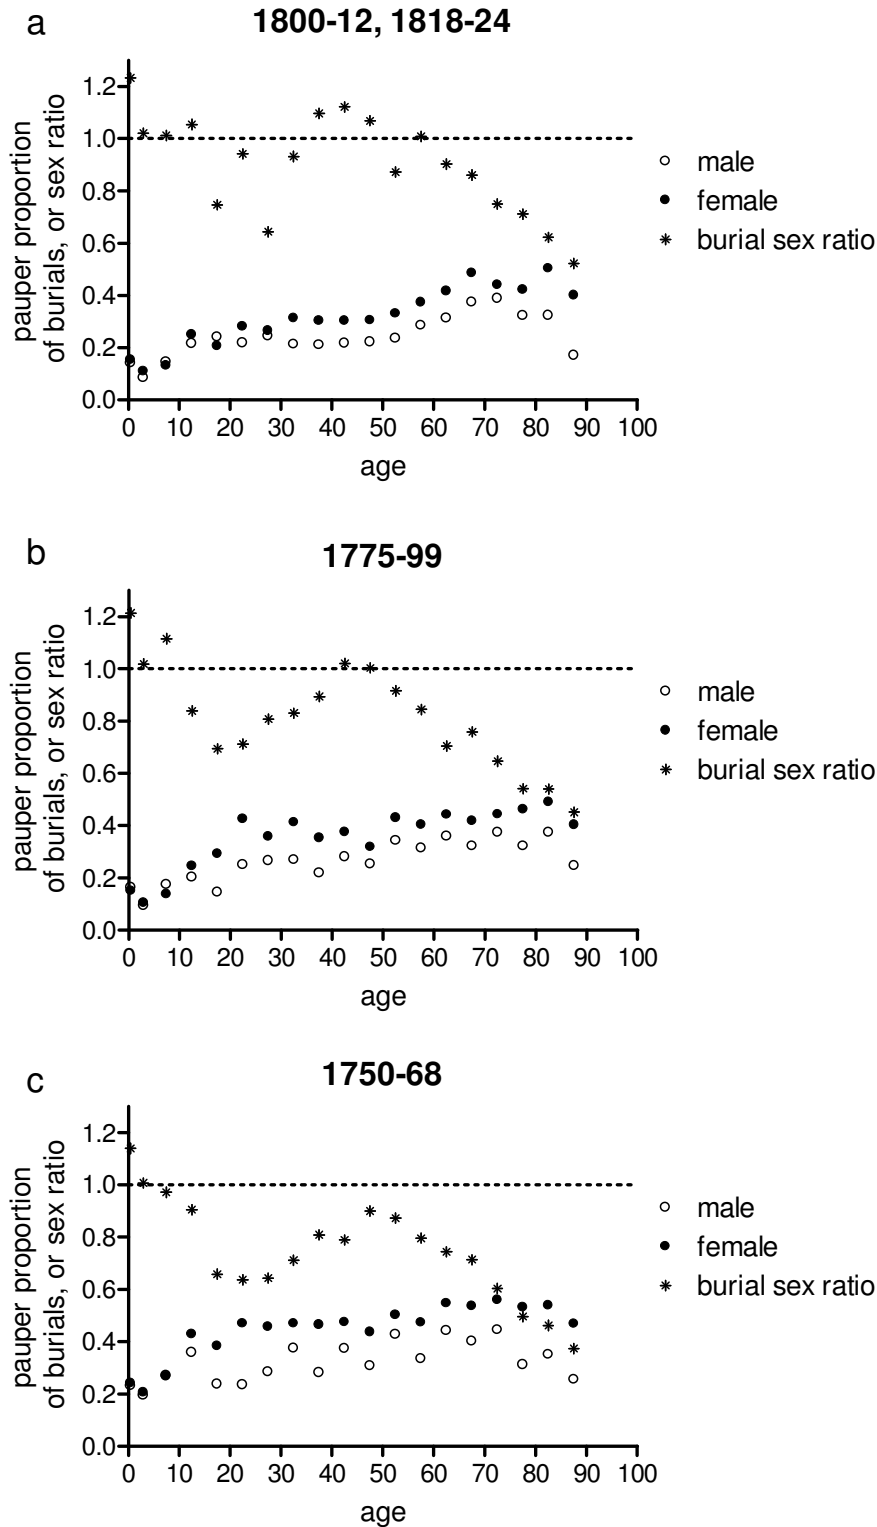 a
1800-12, 1818-24
pauper proportion
of burials, or sex ratio
1.2
1.0
0.8
0.6
0.4
0.2
0.0
0 10 20 30 40 50 60 70 80 90 100
age
male
female
burial sex ratio
b
1775-99
pauper proportion
of burials, or sex ratio
1.2
1.0
0.8
0.6
0.4
0.2
0.0
0 10 20 30 40 50 60 70 80 90 100
age
male
female
burial sex ratio
c
1750-68
pauper proportion
of burials, or sex ratio
1.2
1.0
0.8
0.6
0.4
0.2
0.0
0 10 20 30 40 50 60 70 80 90 100
age
male
female
burial sex ratio